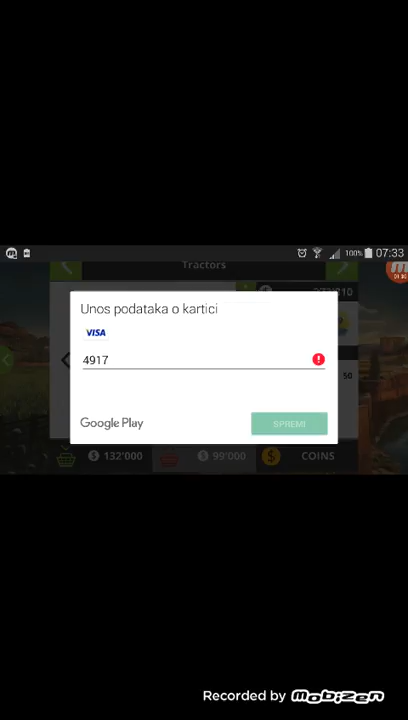 100% 07:33
Tractors
Unos podataka o kartici
VISA
4917
50
Google Play
SPREMI
132'000
99'000
COINS
Recorded by Mobizen